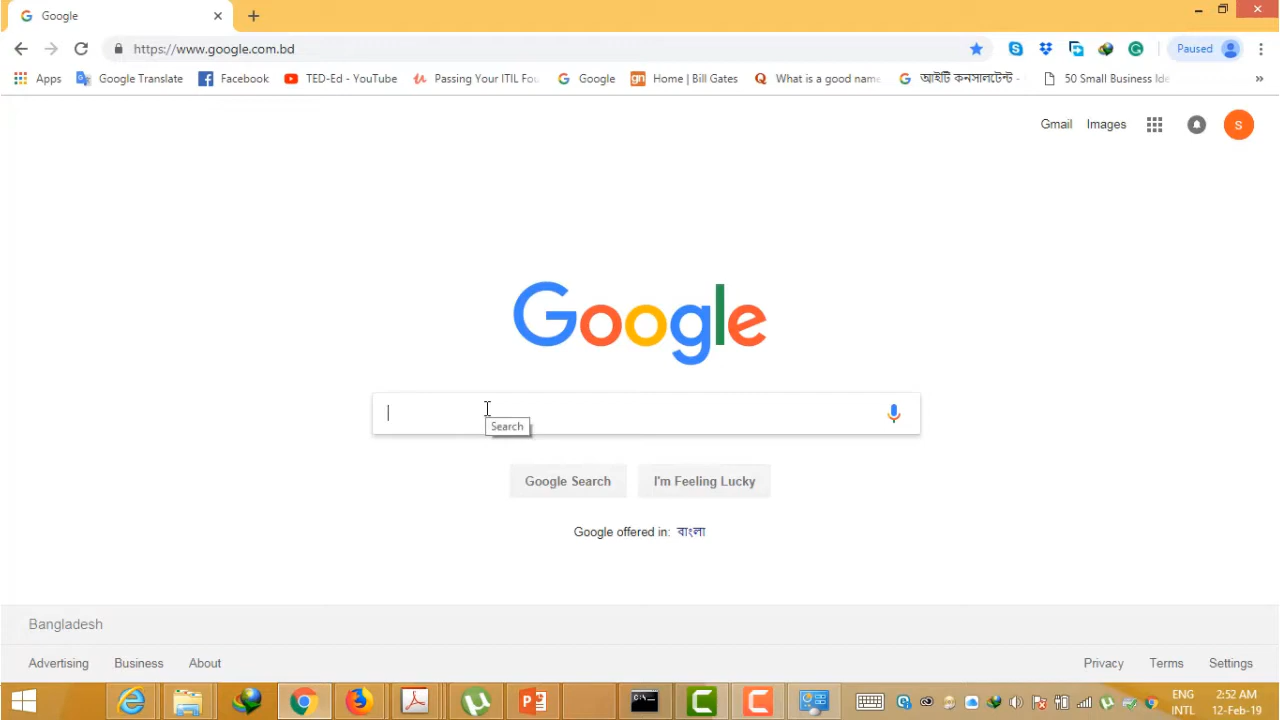 Google
https://www.google.com.bd
Paused
Apps Google Translate Facebook TED-Ed - YouTube Passing Your ITIL Fou Google gn Home | Bill Gates What is a good name আইটি কনসালটেন্ট - 50 Small Business Ide
Gmail Images S
Google
Search
Google Search I'm Feeling Lucky
Google offered in: বাংলা
Bangladesh
Advertising Business About Privacy Terms Settings
ENG 2:52 AM
INTL 12-Feb-19